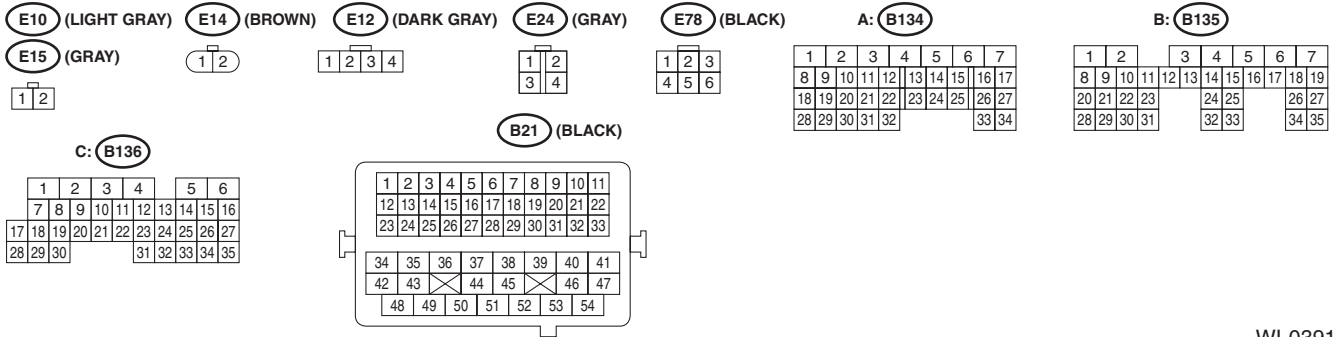 E10 (LIGHT GRAY) E14 (BROWN) E12 (DARK GRAY) E24 (GRAY) E78 (BLACK) A: B134 B: B135
E15 (GRAY)
1 2
1 2
1 2 3 4
1 2
3 4
1 2 3
4 5 6
1 2 3 4 5 6 7
8 9 10 11 12 13 14 15 16 17
18 19 20 21 22 23 24 25 26 27
28 29 30 31 32 33 34
1 2 3 4 5 6 7
8 9 10 11 12 13 14 15 16 17 18 19
20 21 22 23 24 25 26 27
28 29 30 31 32 33 34 35
C: B136
1 2 3 4 5 6
7 8 9 10 11 12 13 14 15 16
17 18 19 20 21 22 23 24 25 26 27
28 29 30 31 32 33 34 35
B21 (BLACK)
1 2 3 4 5 6 7 8 9 10 11
12 13 14 15 16 17 18 19 20 21 22
23 24 25 26 27 28 29 30 31 32 33
34 35 36 37 38 39 40 41
42 43 44 45 46 47
48 49 50 51 52 53 54